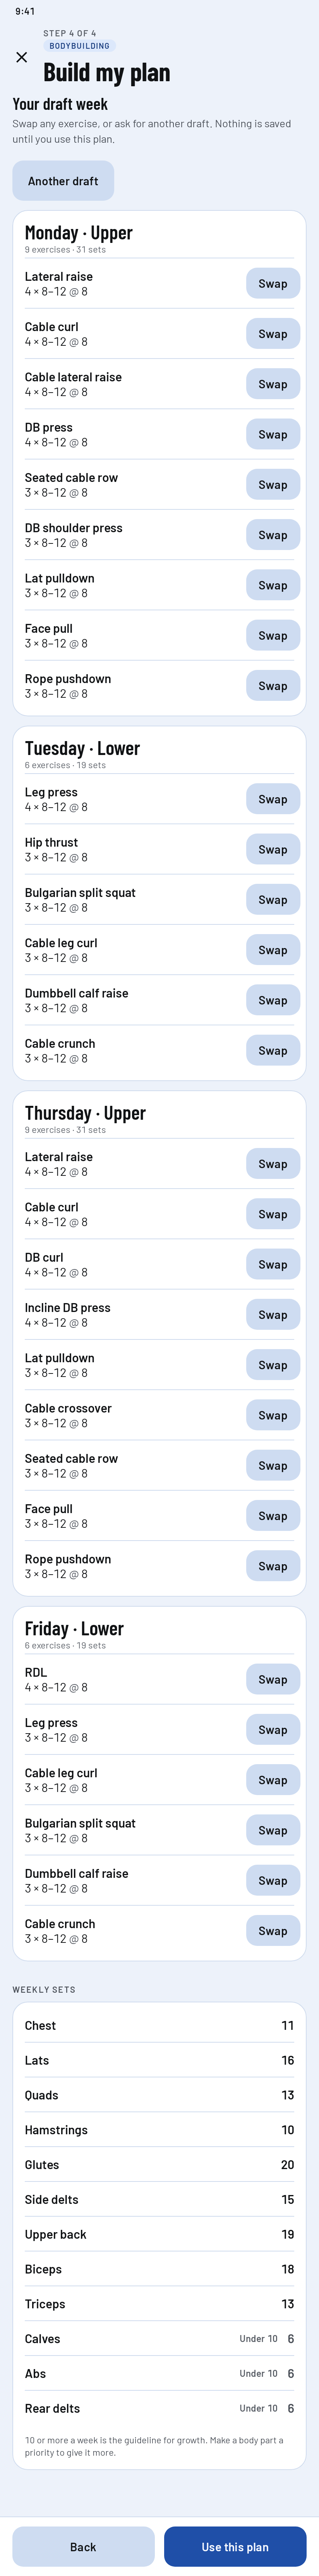 9:41
STEP 4 OF 4
BODYBUILDING
Build my plan
Your draft week
Swap any exercise, or ask for another draft. Nothing is saved
until you use this plan.
Another draft
Monday · Upper
9 exercises · 31 sets
Lateral raise
4 × 8–12 @ 8
Swap
Cable curl
4 × 8–12 @ 8
Swap
Cable lateral raise
4 × 8–12 @ 8
Swap
DB press
4 × 8–12 @ 8
Swap
Seated cable row
3 × 8–12 @ 8
Swap
DB shoulder press
3 × 8–12 @ 8
Swap
Lat pulldown
3 × 8–12 @ 8
Swap
Face pull
3 × 8–12 @ 8
Swap
Rope pushdown
3 × 8–12 @ 8
Swap
Tuesday · Lower
6 exercises · 19 sets
Leg press
4 × 8–12 @ 8
Swap
Hip thrust
3 × 8–12 @ 8
Swap
Bulgarian split squat
3 × 8–12 @ 8
Swap
Cable leg curl
3 × 8–12 @ 8
Swap
Dumbbell calf raise
3 × 8–12 @ 8
Swap
Cable crunch
3 × 8–12 @ 8
Swap
Thursday · Upper
9 exercises · 31 sets
Lateral raise
4 × 8–12 @ 8
Swap
Cable curl
4 × 8–12 @ 8
Swap
DB curl
4 × 8–12 @ 8
Swap
Incline DB press
4 × 8–12 @ 8
Swap
Lat pulldown
3 × 8–12 @ 8
Swap
Cable crossover
3 × 8–12 @ 8
Swap
Seated cable row
3 × 8–12 @ 8
Swap
Face pull
3 × 8–12 @ 8
Swap
Rope pushdown
3 × 8–12 @ 8
Swap
Friday · Lower
6 exercises · 19 sets
RDL
4 × 8–12 @ 8
Swap
Leg press
3 × 8–12 @ 8
Swap
Cable leg curl
3 × 8–12 @ 8
Swap
Bulgarian split squat
3 × 8–12 @ 8
Swap
Dumbbell calf raise
3 × 8–12 @ 8
Swap
Cable crunch
3 × 8–12 @ 8
Swap
WEEKLY SETS
Chest 11
Lats 16
Quads 13
Hamstrings 10
Glutes 20
Side delts 15
Upper back 19
Biceps 18
Triceps 13
Calves Under 10 6
Abs Under 10 6
Rear delts Under 10 6
10 or more a week is the guideline for growth. Make a body part a
priority to give it more.
Back
Use this plan